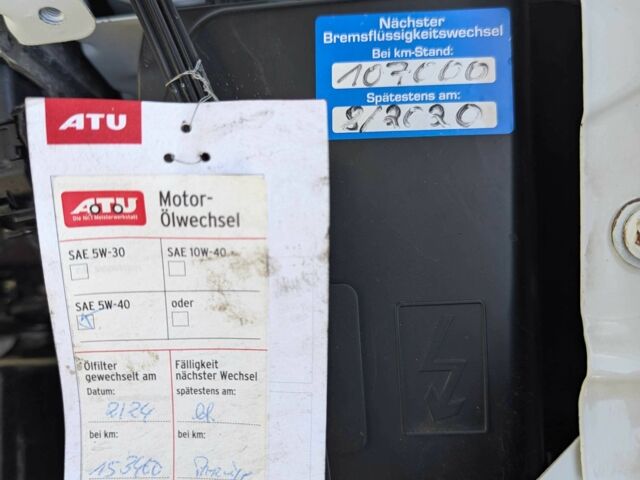 Nächster
Bremsflüssigkeitswechsel
Bei km-Stand:
107000
Spätestens am:
2/2020
ATU
ATU
Die Nr.1 Meisterwerkstatt
Motor-
Ölwechsel
SAE 5W-30
SAE 10W-40
SAE 5W-40
oder
Ölfilter
gewechselt am
Datum:
2124
bei km:
153400
Fälligkeit
nächster Wechsel
spätestens am:
bei km: